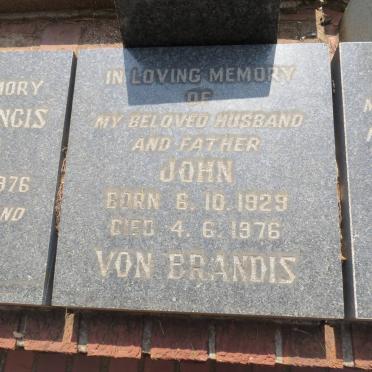 IN LOVING MEMORY
OF
MY BELOVED HUSBAND
AND FATHER
JOHN
BORN 6.10.1929
DIED 4.6.1976
VON BRANDIS